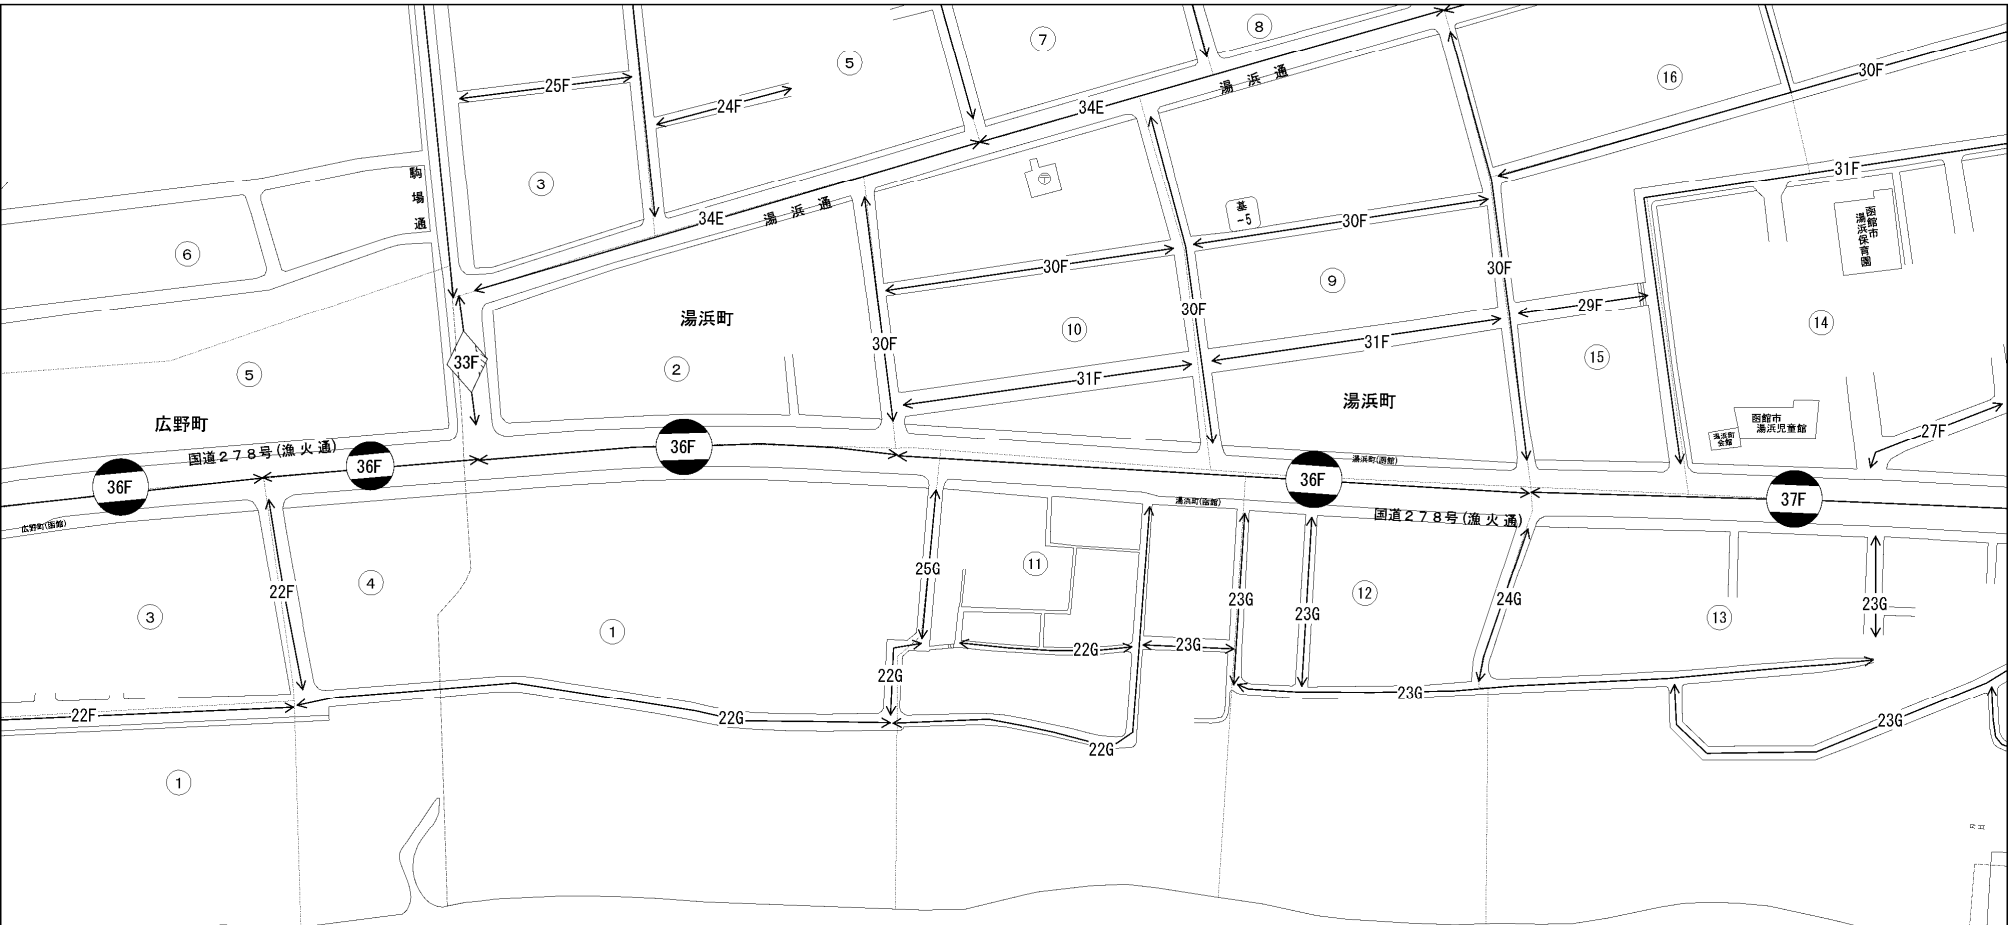 ⑧
⑦
⑤
⑯
30F
25F
24F
34E
湯浜通
31F
駒場通
③
34E
湯浜通
基
-5
30F
函館市
湯浜保育園
⑥
30F
30F
⑨
29F
湯浜町
30F
⑩
30F
⑭
33F
30F
31F
⑮
⑤
②
31F
湯浜町
広野町
函館市
湯浜児童館
湯浜町
会館
27F
国道278号(漁火通)
36F
36F
36F
湯浜町(函館)
36F
37F
湯浜町(函館)
国道278号(漁火通)
広野町(函館)
⑪
25G
④
22F
⑫
23G
23G
24G
23G
③
①
⑬
22G
23G
22G
23G
22F
22G
22G
23G
①